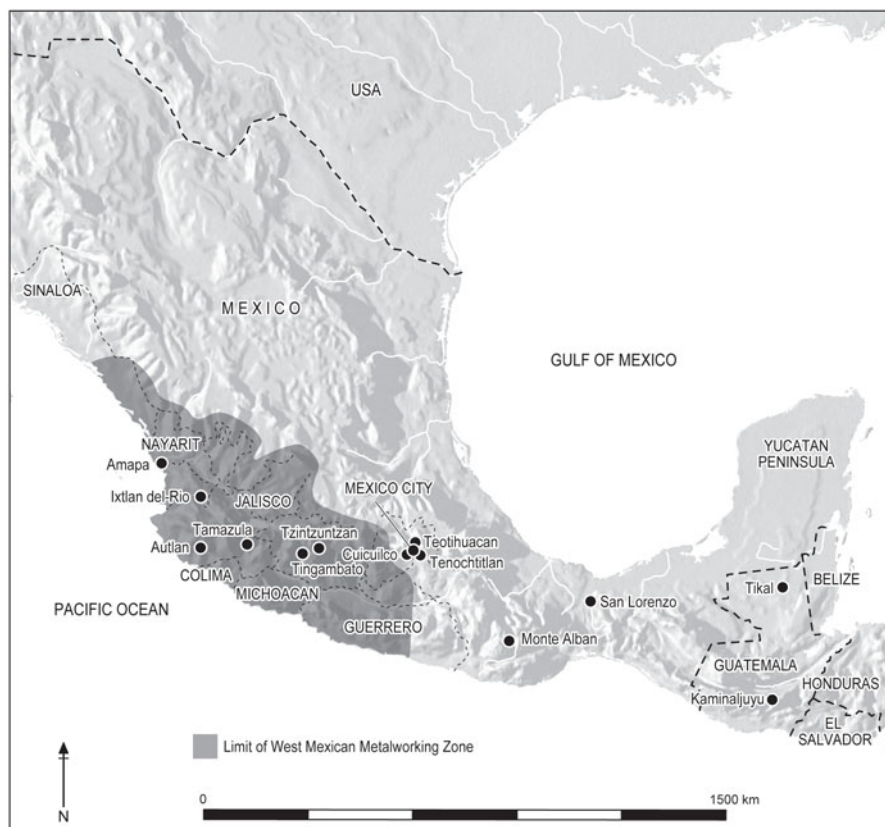 USA
SINALOA
MEXICO
GULF OF MEXICO
NAYARIT
Amapa
YUCATAN
PENINSULA
MEXICO CITY
Ixtlan del-Rio
JALISCO
Tamazula
Tzintzuntzan
Teotihuacan
Autlan
Cuicuilco
Tenochtitlan
Tingambato
COLIMA
MICHOACAN
Tikal
BELIZE
PACIFIC OCEAN
San Lorenzo
GUERRERO
Monte Alban
GUATEMALA
HONDURAS
Kaminaljuyu
EL
SALVADOR
Limit of West Mexican Metalworking Zone
N
0
1500 km